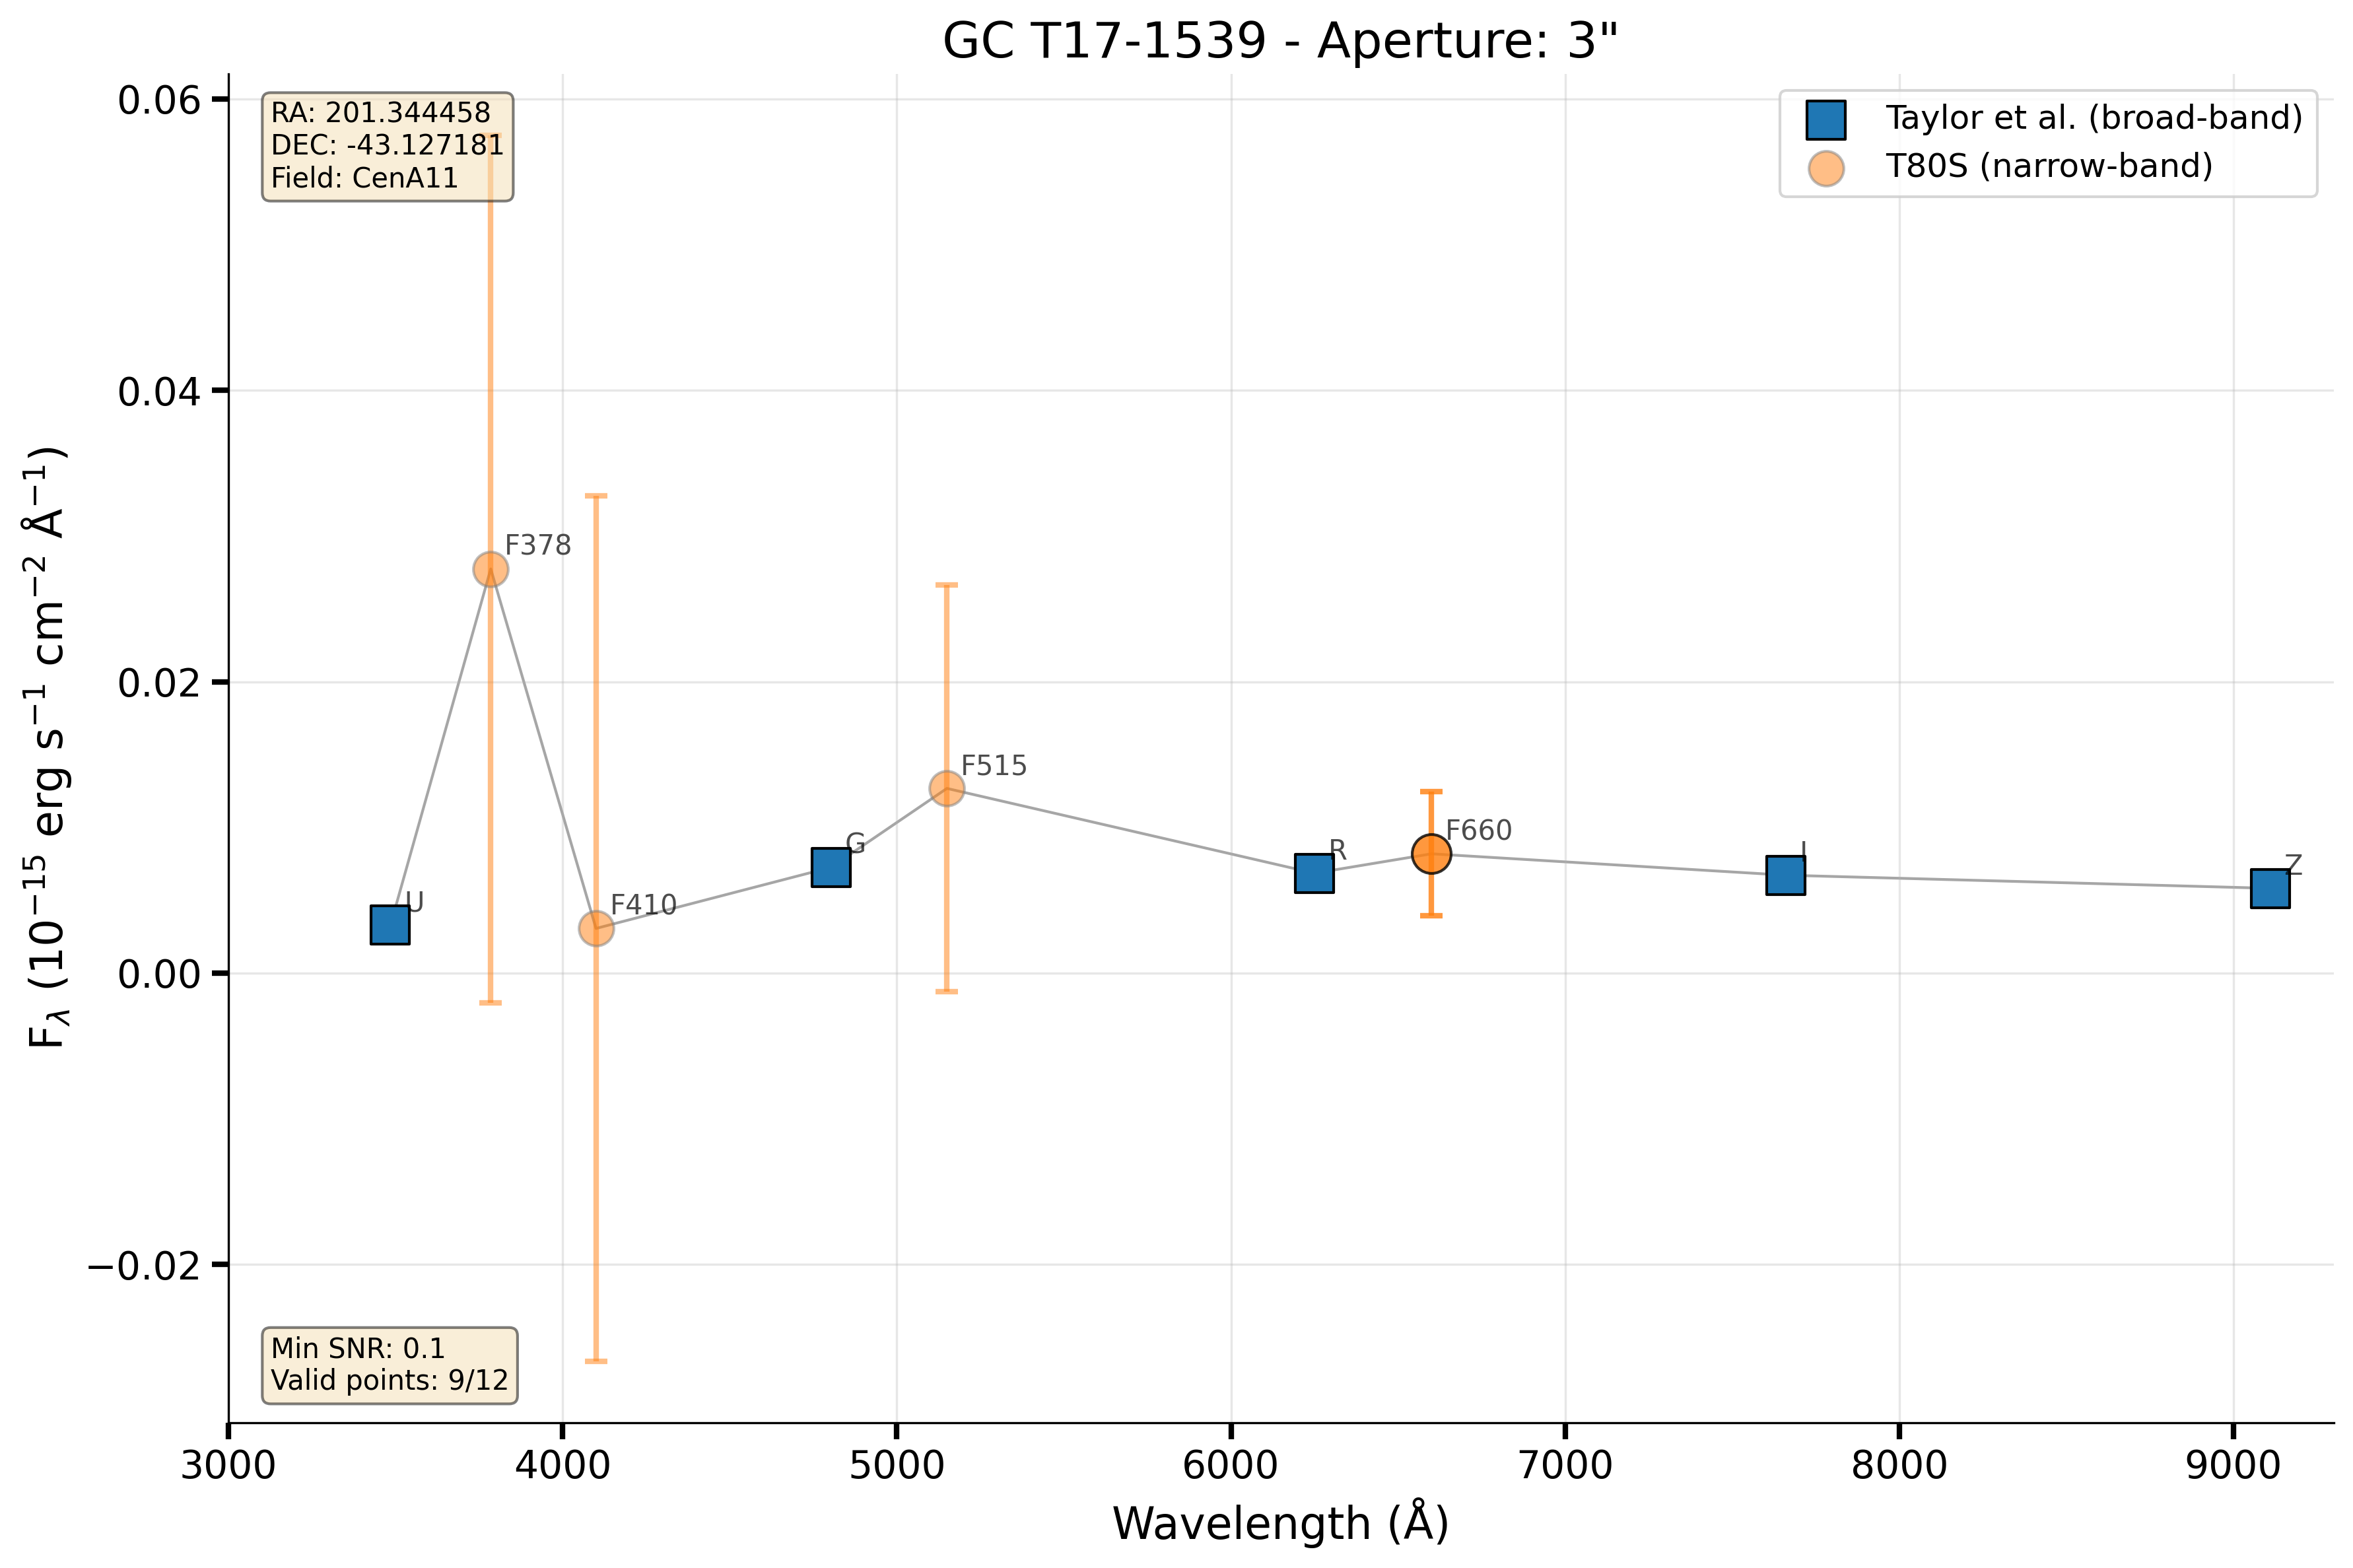 GC T17-1539 - Aperture: 3"
RA: 201.344458
DEC: -43.127181
Field: CenA11
Taylor et al. (broad-band)
T80S (narrow-band)
0.06
0.04
0.02
0.00
−0.02
F_λ (10⁻¹⁵ erg s⁻¹ cm⁻² Å⁻¹)
U
F378
F410
G
F515
R
F660
I
Z
Min SNR: 0.1
Valid points: 9/12
3000 4000 5000 6000 7000 8000 9000
Wavelength (Å)